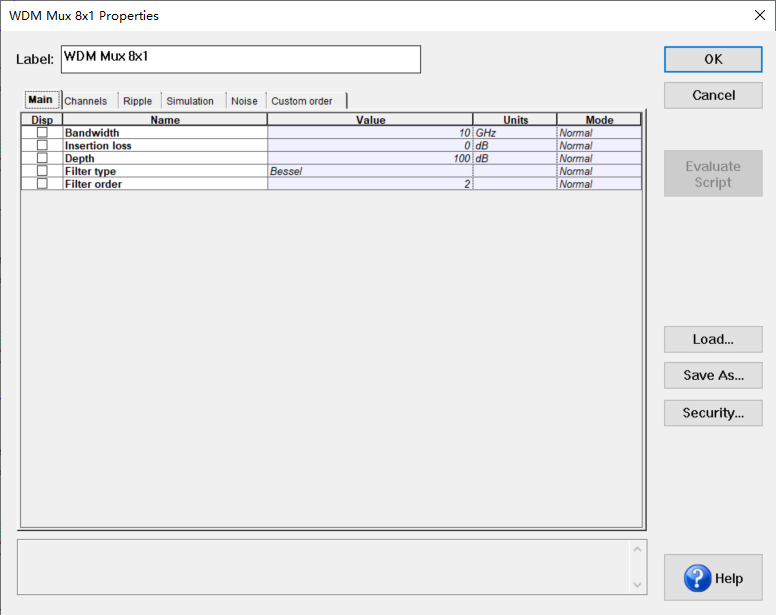 WDM Mux 8x1 Properties
Label: WDM Mux 8x1
OK
Cancel
Main Channels Ripple Simulation Noise Custom order
Disp Name Value Units Mode
Bandwidth 10 GHz Normal
Insertion loss 0 dB Normal
Depth 100 dB Normal
Filter type Bessel Normal
Filter order 2 Normal
Evaluate
Script
Load...
Save As...
Security...
? Help